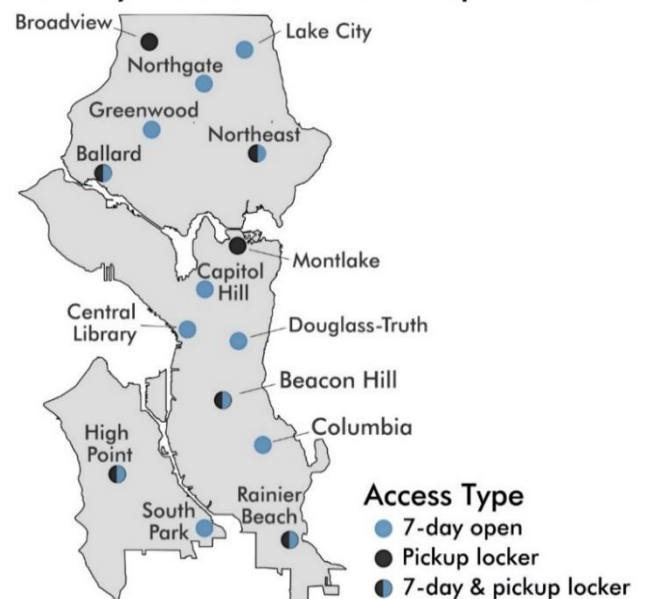 Broadview
Lake City
Northgate
Greenwood
Northeast
Ballard
Montlake
Capitol
Hill
Central
Library
Douglass-Truth
Beacon Hill
Columbia
High
Point
South
Park
Rainier
Beach
Access Type
7-day open
Pickup locker
7-day & pickup locker